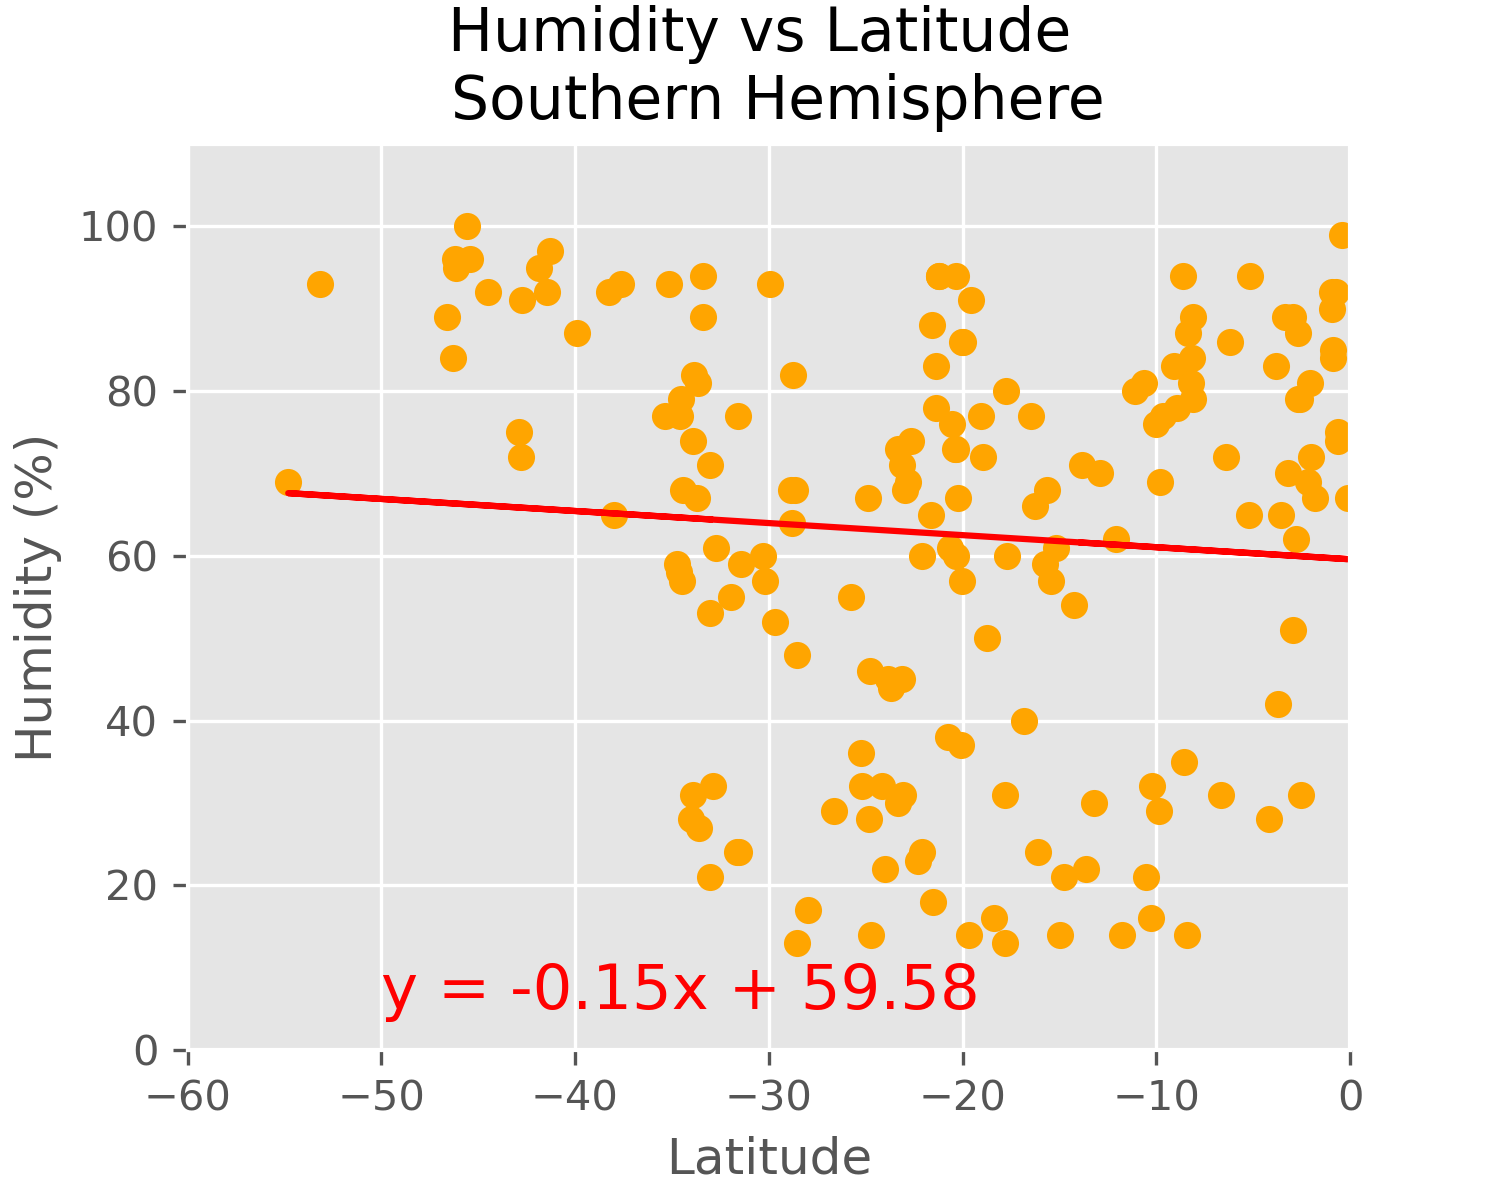 Humidity vs Latitude
Southern Hemisphere
Humidity (%)
100
80
60
40
20
0
y = -0.15x + 59.58
−60 −50 −40 −30 −20 −10 0
Latitude